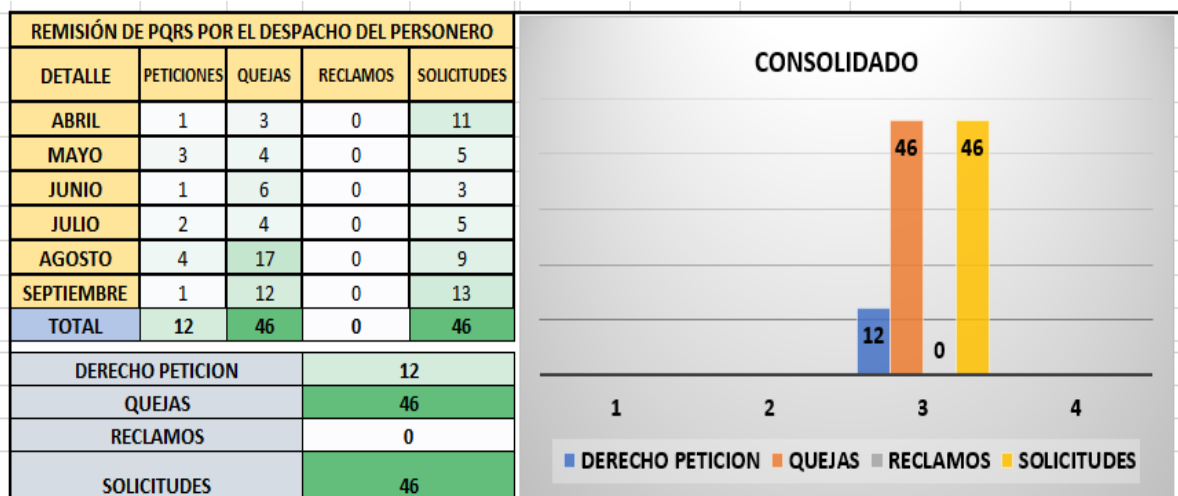 REMISIÓN DE PQRS POR EL DESPACHO DEL PERSONERO
DETALLE PETICIONES QUEJAS RECLAMOS SOLICITUDES
ABRIL 1 3 0 11
MAYO 3 4 0 5
JUNIO 1 6 0 3
JULIO 2 4 0 5
AGOSTO 4 17 0 9
SEPTIEMBRE 1 12 0 13
TOTAL 12 46 0 46
DERECHO PETICION 12
QUEJAS 46
RECLAMOS 0
SOLICITUDES 46
CONSOLIDADO
46 46
12 0
1 2 3 4
DERECHO PETICION QUEJAS RECLAMOS SOLICITUDES